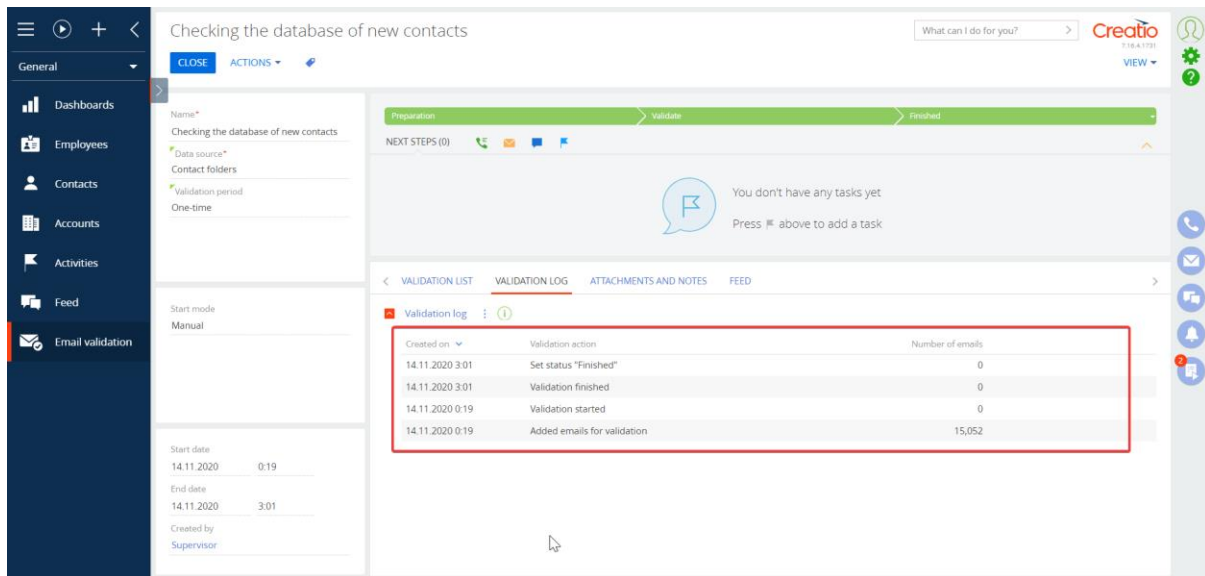 Checking the database of new contacts
What can I do for you?
Creatio
7.18.4.1731
General
CLOSE
ACTIONS
VIEW
Dashboards
Employees
Contacts
Accounts
Activities
Feed
Email validation
Name*
Checking the database of new contacts
Data source*
Contact folders
Validation period
One-time
Start mode
Manual
Start date
14.11.2020 0:19
End date
14.11.2020 3:01
Created by
Supervisor
Preparation
Validate
Finished
NEXT STEPS (0)
You don't have any tasks yet
Press above to add a task
VALIDATION LIST VALIDATION LOG ATTACHMENTS AND NOTES FEED
Validation log
Created on Validation action Number of emails
14.11.2020 3:01 Set status "Finished" 0
14.11.2020 3:01 Validation finished 0
14.11.2020 0:19 Validation started 0
14.11.2020 0:19 Added emails for validation 15,052
2